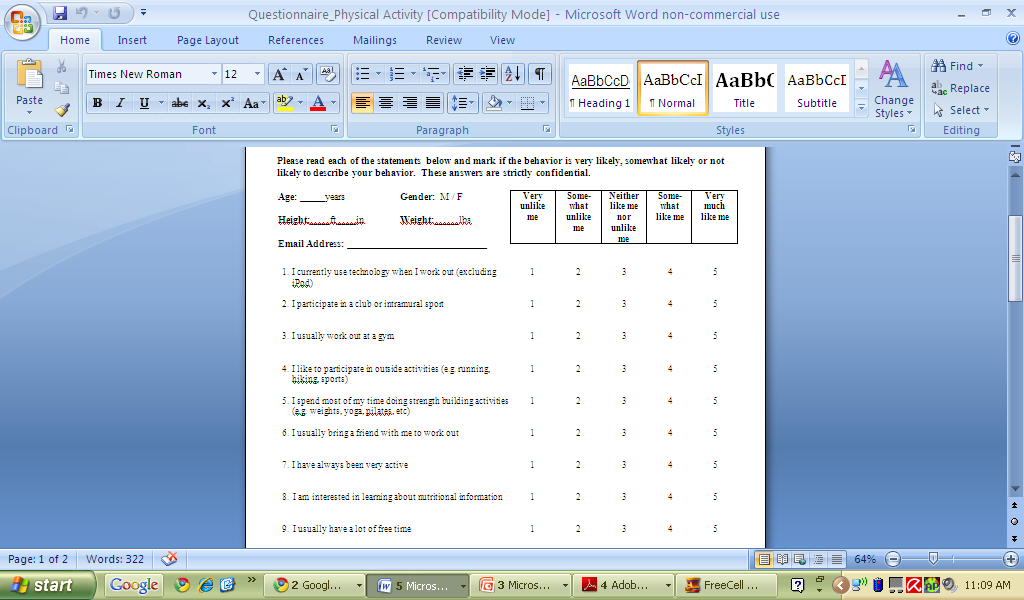 Questionnaire_Physical Activity [Compatibility Mode] - Microsoft Word non-commercial use
Home Insert Page Layout References Mailings Review View
Paste
Clipboard
Times New Roman 12
B I U abc x₂ x² Aa
Font
Paragraph
AaBbCcD AaBbCcI AaBbC AaBbCcI
¶ Heading 1 ¶ Normal Title Subtitle
Change Styles
Styles
Find
Replace
Select
Editing
Please read each of the statements below and mark if the behavior is very likely, somewhat likely or not
likely to describe your behavior. These answers are strictly confidential.
Age: _____years Gender: M / F
Height:____ft____in Weight:_____lbs
Email Address: ____________________________
Very unlike me
Some-what unlike me
Neither like me nor unlike me
Some-what like me
Very much like me
1. I currently use technology when I work out (excluding
iPod) 1 2 3 4 5
2. I participate in a club or intramural sport 1 2 3 4 5
3. I usually work out at a gym 1 2 3 4 5
4. I like to participate in outside activities (e.g. running,
hiking, sports) 1 2 3 4 5
5. I spend most of my time doing strength building activities
(e.g. weights, yoga, pilates, etc) 1 2 3 4 5
6. I usually bring a friend with me to work out 1 2 3 4 5
7. I have always been very active 1 2 3 4 5
8. I am interested in learning about nutritional information 1 2 3 4 5
9. I usually have a lot of free time 1 2 3 4 5
Page: 1 of 2 Words: 322 64%
start Google 2 Googl... 5 Micros... 3 Micros... 4 Adob... FreeCell ... 11:09 AM